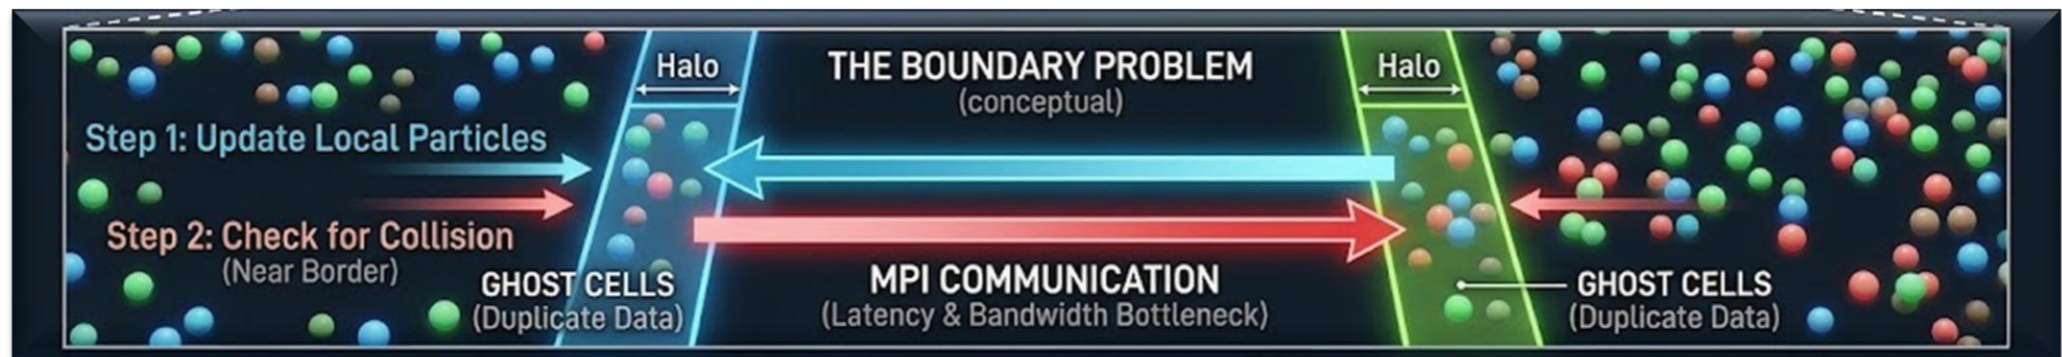 Halo
THE BOUNDARY PROBLEM
(conceptual)
Halo
Step 1: Update Local Particles
Step 2: Check for Collision
(Near Border)
GHOST CELLS
(Duplicate Data)
MPI COMMUNICATION
(Latency & Bandwidth Bottleneck)
GHOST CELLS
(Duplicate Data)